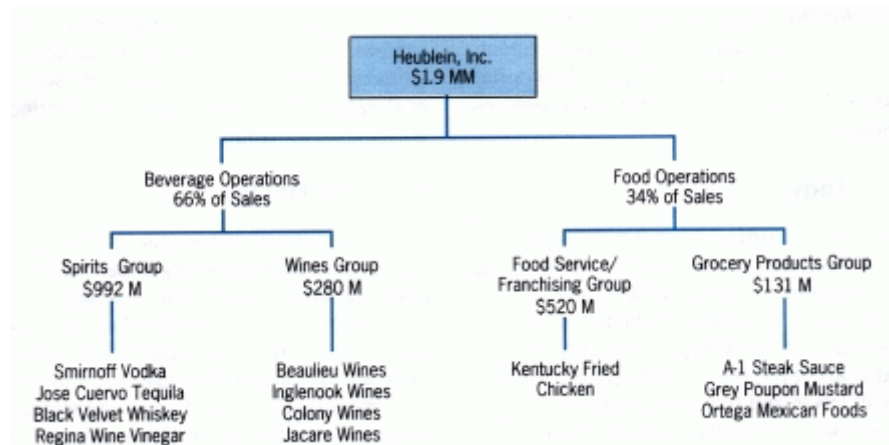 Heublein, Inc.
$1.9 MM
Beverage Operations
66% of Sales
Food Operations
34% of Sales
Spirits Group
$992 M
Wines Group
$280 M
Food Service/
Franchising Group
$520 M
Grocery Products Group
$131 M
Smirnoff Vodka
Jose Cuervo Tequila
Black Velvet Whiskey
Regina Wine Vinegar
Beaulieu Wines
Inglenook Wines
Colony Wines
Jacare Wines
Kentucky Fried
Chicken
A-1 Steak Sauce
Grey Poupon Mustard
Ortega Mexican Foods